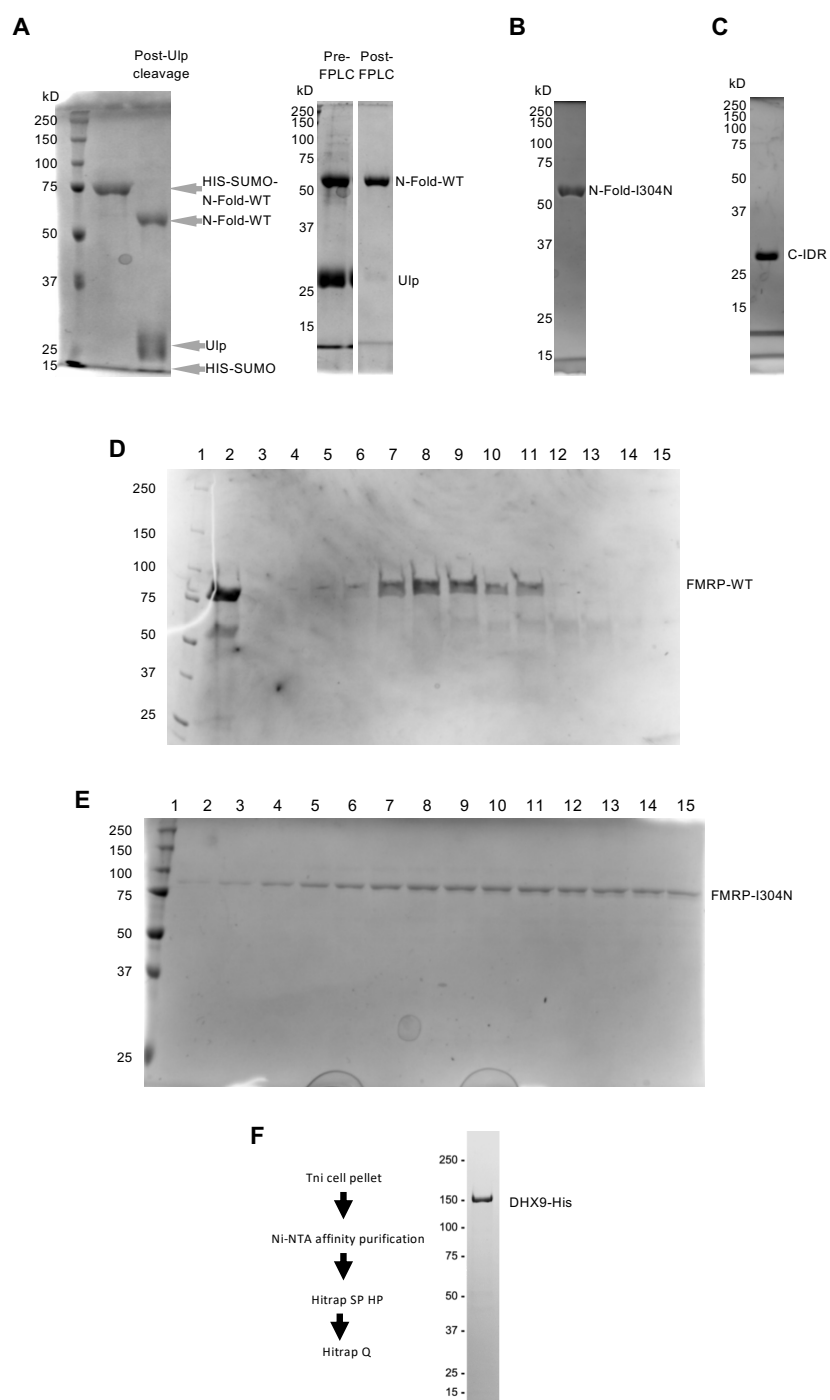 A
Post-Ulp
cleavage
kD
250
150
100
75
50
37
25
15
HIS-SUMO-
N-Fold-WT
N-Fold-WT
Ulp
HIS-SUMO
Pre-
FPLC
Post-
FPLC
kD
250
150
100
75
50
37
25
15
N-Fold-WT
Ulp
B
kD
250
150
100
75
50
37
25
15
N-Fold-I304N
C
kD
250
150
100
75
50
37
25
15
C-IDR
D
1 2 3 4 5 6 7 8 9 10 11 12 13 14 15
250
150
100
75
50
37
25
FMRP-WT
E
1 2 3 4 5 6 7 8 9 10 11 12 13 14 15
250
150
100
75
50
37
25
FMRP-I304N
F
Tni cell pellet
Ni-NTA affinity purification
Hitrap SP HP
Hitrap Q
250 -
150 -
100 -
75 -
50 -
37 -
25 -
15 -
DHX9-His